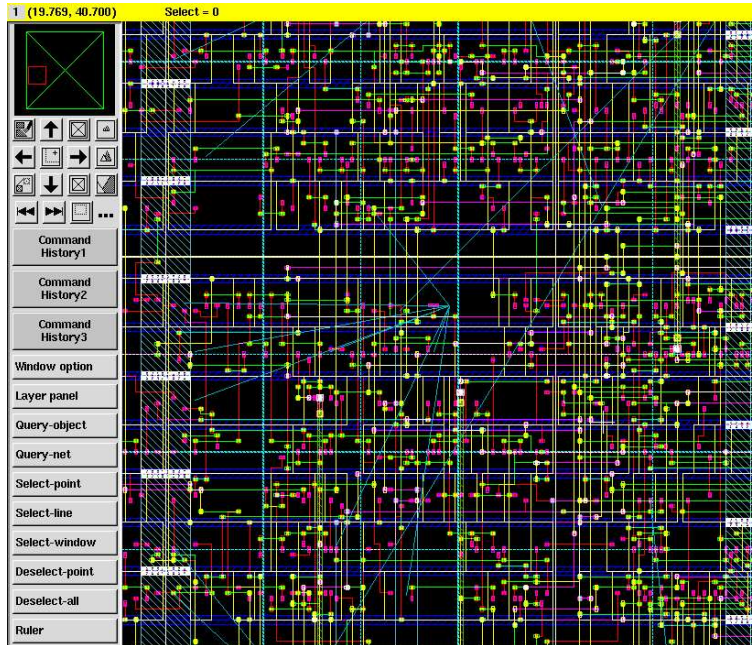 1 (19.769, 40.700) Select = 0
...
Command
History1
Command
History2
Command
History3
Window option
Layer panel
Query-object
Query-net
Select-point
Select-line
Select-window
Deselect-point
Deselect-all
Ruler